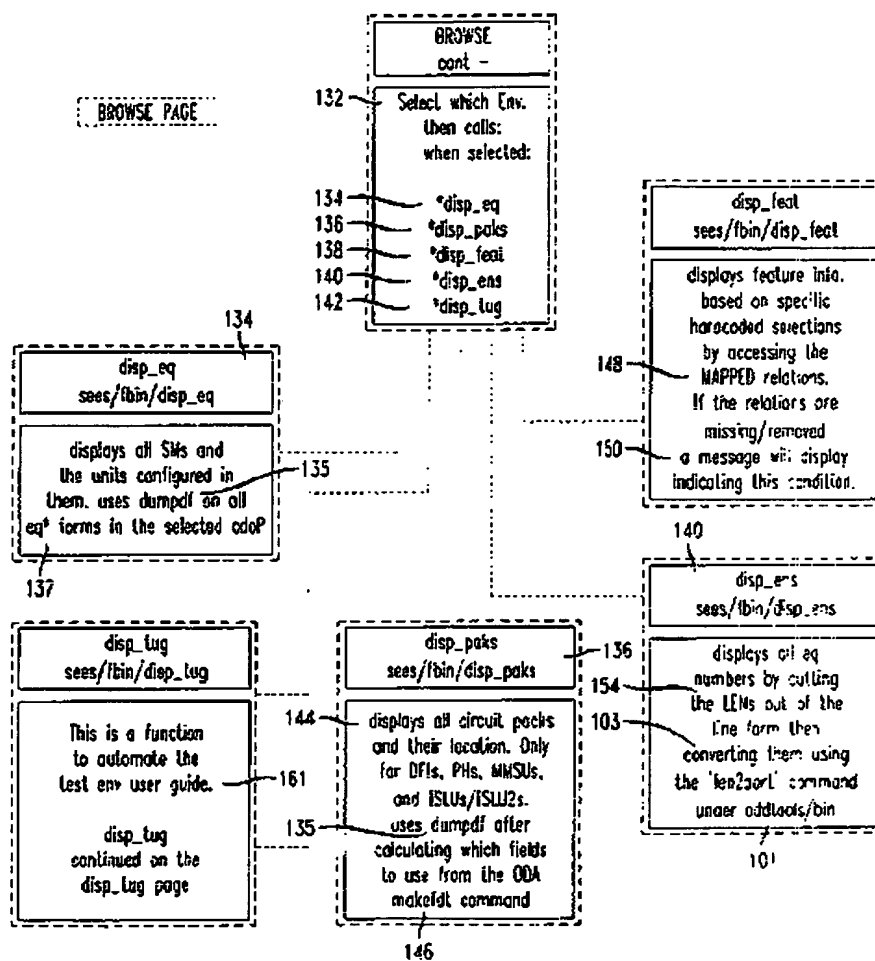 BROWSE
cont -
BROWSE PAGE
132
Select which Env.
then calls:
when selected:
134
*disp_eq
136
*disp_paks
138
*disp_feat
140
*disp_ens
142
*disp_tug
disp_feat
sees/fbin/disp_feat
displays feature info.
based on specific
hardcoded selections
by accessing the
148
MAPPED relations.
If the relations are
missing/removed
150
a message will display
indicating this condition.
134
disp_eq
sees/fbin/disp_eq
displays all SMs and
the units configured in
135
them. uses dumpdf on all
eq* forms in the selected odaP
137
140
disp_ens
sees/fbin/disp_ens
displays all eq
numbers by cutting
154
the LENs out of the
line form then
103
converting them using
the 'len2port' command
under oddtools/bin
101
disp_tug
sees/fbin/disp_tug
This is a function
to automate the
test env user guide.
161
disp_tug
continued on the
disp_tug page
disp_paks
sees/fbin/disp_paks
136
144
displays all circuit packs
and their location. Only
for DFIs, PHs, MMSUs,
and ISLUs/ISLU2s.
135
uses dumpdf after
calculating which fields
to use from the ODA
makefdt command
146